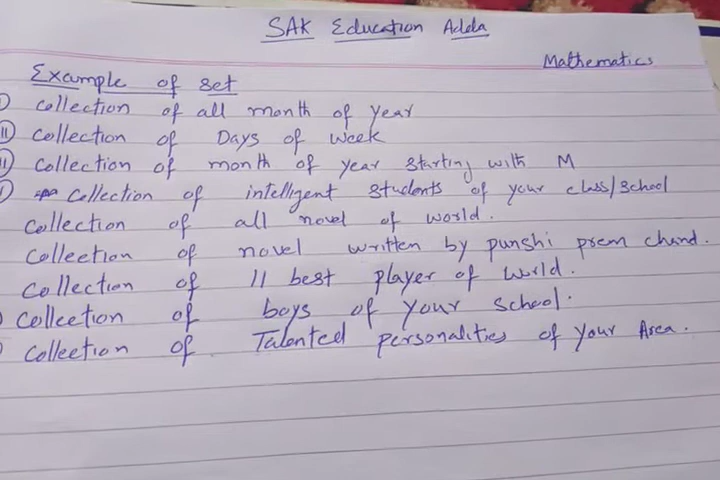 SAK Education Adda
Mathematics
Example of set
Collection of all month of year
II Collection of Days of Week
Collection of month of year starting with M
Collection of intelligent students of your class/school
Collection of all novel of world.
Collection of novel written by punshi prem chand.
Collection of 11 best player of world.
Collection of boys of your school.
Collection of Talented personalities of your Area.